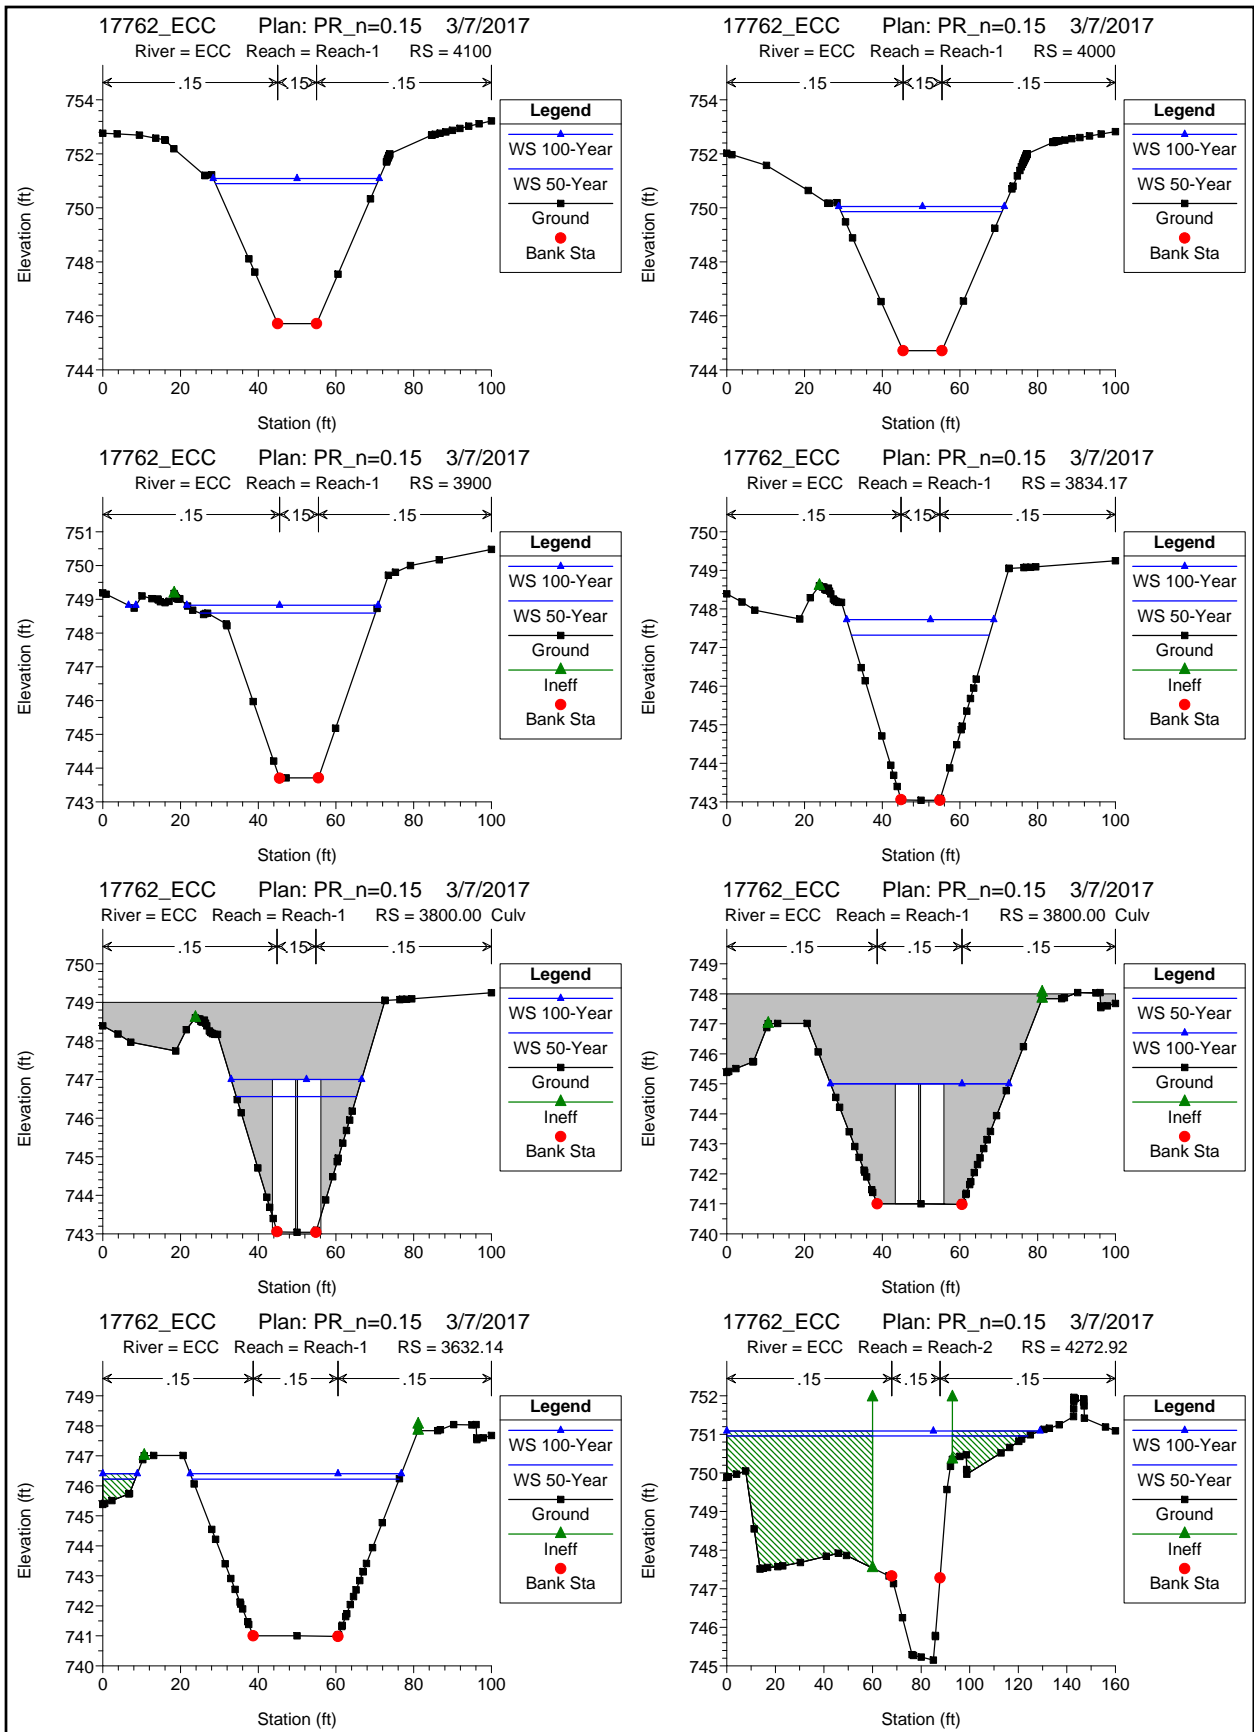 17762_ECC Plan: PR_n=0.15 3/7/2017
River = ECC Reach = Reach-1 RS = 4100
.15 .15 .15
754
752
750
748
746
744
0 20 40 60 80 100
Station (ft)
Elevation (ft)
Legend
WS 100-Year
WS 50-Year
Ground
Bank Sta
17762_ECC Plan: PR_n=0.15 3/7/2017
River = ECC Reach = Reach-1 RS = 4000
.15 .15 .15
754
752
750
748
746
744
0 20 40 60 80 100
Station (ft)
Elevation (ft)
Legend
WS 100-Year
WS 50-Year
Ground
Bank Sta
17762_ECC Plan: PR_n=0.15 3/7/2017
River = ECC Reach = Reach-1 RS = 3900
.15 .15 .15
751
750
749
748
747
746
745
744
743
0 20 40 60 80 100
Station (ft)
Elevation (ft)
Legend
WS 100-Year
WS 50-Year
Ground
Ineff
Bank Sta
17762_ECC Plan: PR_n=0.15 3/7/2017
River = ECC Reach = Reach-1 RS = 3834.17
.15 .15 .15
750
749
748
747
746
745
744
743
0 20 40 60 80 100
Station (ft)
Elevation (ft)
Legend
WS 100-Year
WS 50-Year
Ground
Ineff
Bank Sta
17762_ECC Plan: PR_n=0.15 3/7/2017
River = ECC Reach = Reach-1 RS = 3800.00 Culv
.15 .15 .15
750
749
748
747
746
745
744
743
0 20 40 60 80 100
Station (ft)
Elevation (ft)
Legend
WS 100-Year
WS 50-Year
Ground
Ineff
Bank Sta
17762_ECC Plan: PR_n=0.15 3/7/2017
River = ECC Reach = Reach-1 RS = 3800.00 Culv
.15 .15 .15
749
748
747
746
745
744
743
742
741
740
0 20 40 60 80 100
Station (ft)
Elevation (ft)
Legend
WS 50-Year
WS 100-Year
Ground
Ineff
Bank Sta
17762_ECC Plan: PR_n=0.15 3/7/2017
River = ECC Reach = Reach-1 RS = 3632.14
.15 .15 .15
749
748
747
746
745
744
743
742
741
740
0 20 40 60 80 100
Station (ft)
Elevation (ft)
Legend
WS 100-Year
WS 50-Year
Ground
Ineff
Bank Sta
17762_ECC Plan: PR_n=0.15 3/7/2017
River = ECC Reach = Reach-2 RS = 4272.92
.15 .15 .15
752
751
750
749
748
747
746
745
0 20 40 60 80 100 120 140 160
Station (ft)
Elevation (ft)
Legend
WS 100-Year
WS 50-Year
Ground
Ineff
Bank Sta